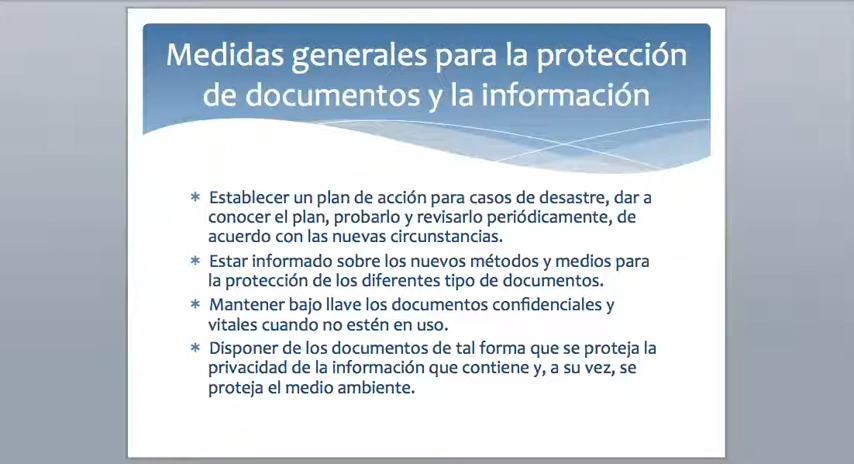 Medidas generales para la protección
de documentos y la información
* Establecer un plan de acción para casos de desastre, dar a
conocer el plan, probarlo y revisarlo periódicamente, de
acuerdo con las nuevas circunstancias.
* Estar informado sobre los nuevos métodos y medios para
la protección de los diferentes tipo de documentos.
* Mantener bajo llave los documentos confidenciales y
vitales cuando no estén en uso.
* Disponer de los documentos de tal forma que se proteja la
privacidad de la información que contiene y, a su vez, se
proteja el medio ambiente.